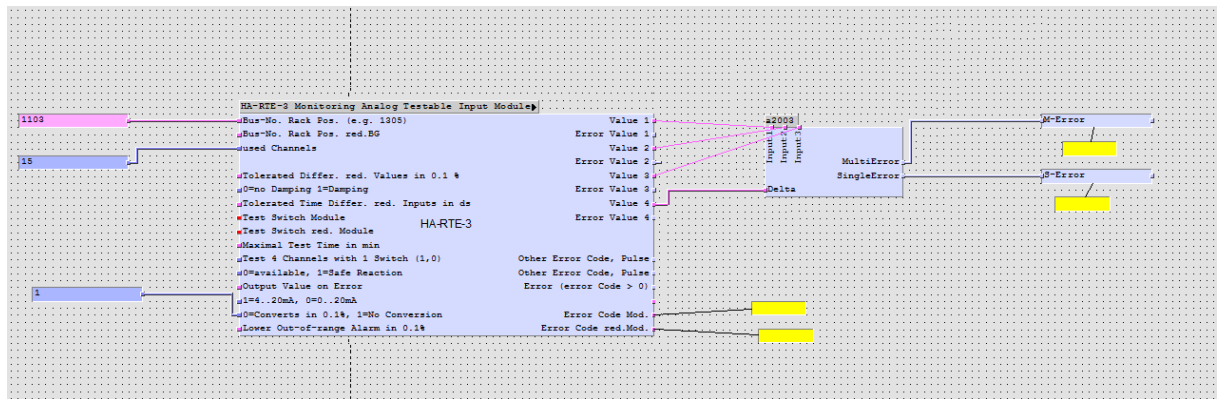 HA-RTE-3 Monitoring Analog Testable Input Module
1103
Bus-No. Rack Pos. (e.g. 1305)
Value 1
a2003
M-Error
Bus-No. Rack Pos. red.BG
Error Value 1
Input1
Input2
Input3
used Channels
Value 2
15
Error Value 2
MultiError
Tolerated Differ. red. Values in 0.1 %
Value 3
SingleError
S-Error
0=no Damping 1=Damping
Error Value 3
Delta
Tolerated Time Differ. red. Inputs in ds
Value 4
Test Switch Module
HA-RTE-3
Error Value 4
Test Switch red. Module
Maximal Test Time in min
Test 4 Channels with 1 Switch (1,0)
Other Error Code, Pulse
0=available, 1=Safe Reaction
Other Error Code, Pulse
Output Value on Error
Error (error Code > 0)
1
1=4..20mA, 0=0..20mA
0=Converts in 0.1%, 1=No Conversion
Error Code Mod.
Lower Out-of-range Alarm in 0.1%
Error Code red.Mod.